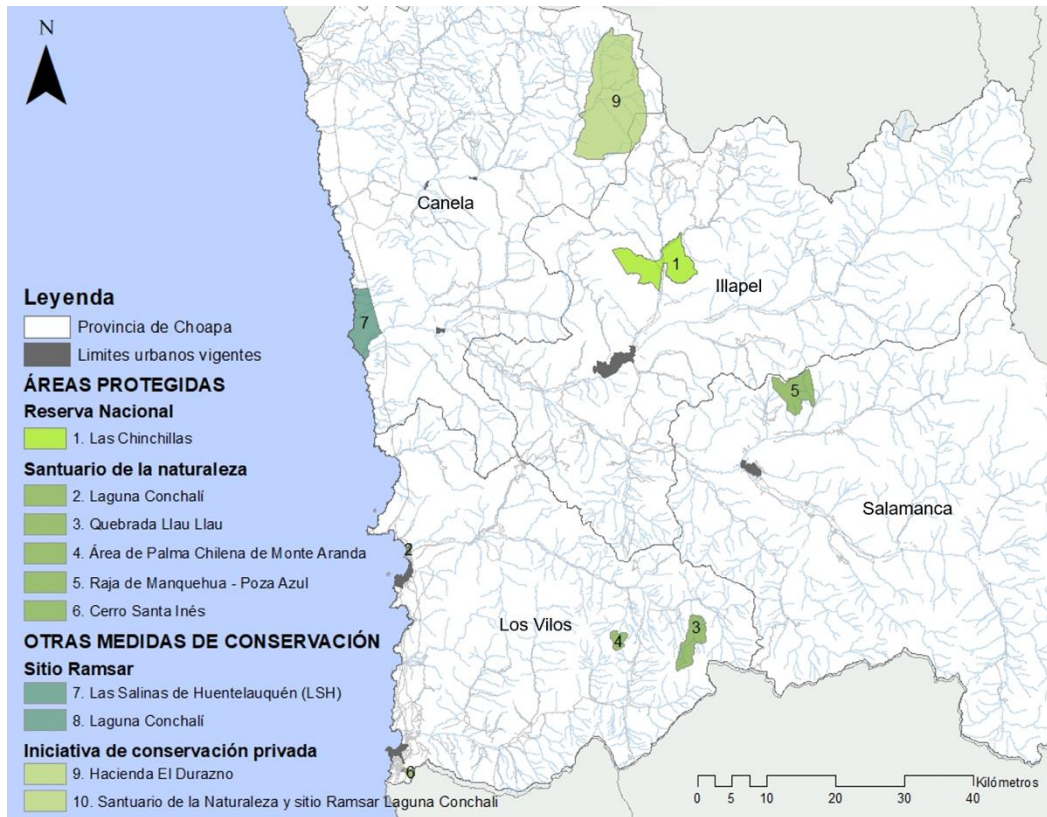 N
9
Canela
1
Illapel
7
5
Salamanca
2
Los Vilos
3
4
6
Leyenda
Provincia de Choapa
Limites urbanos vigentes
ÁREAS PROTEGIDAS
Reserva Nacional
1. Las Chinchillas
Santuario de la naturaleza
2. Laguna Conchalí
3. Quebrada Llau Llau
4. Área de Palma Chilena de Monte Aranda
5. Raja de Manquehua - Poza Azul
6. Cerro Santa Inés
OTRAS MEDIDAS DE CONSERVACIÓN
Sitio Ramsar
7. Las Salinas de Huentelauquén (LSH)
8. Laguna Conchalí
Iniciativa de conservación privada
9. Hacienda El Durazno
10. Santuario de la Naturaleza y sitio Ramsar Laguna Conchalí
Kilómetros
0 5 10 20 30 40